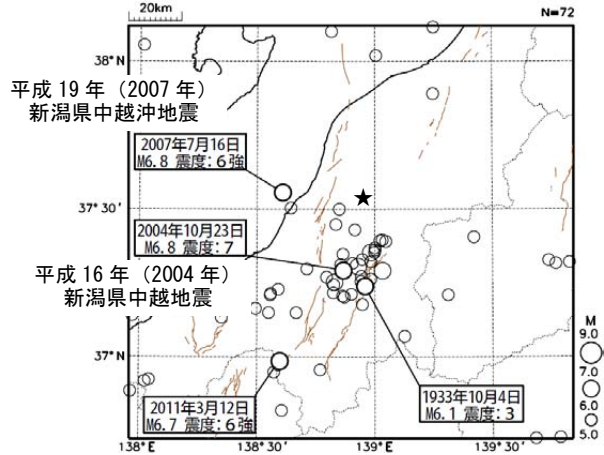 20km
N=72
38°N
平成 19 年（2007 年）
新潟県中越沖地震
2007年7月16日
M6.8 震度：6強
37°30'
2004年10月23日
M6.8 震度：7
平成 16 年（2004 年）
新潟県中越地震
37°N
2011年3月12日
M6.7 震度：6強
1933年10月4日
M6.1 震度：3
M
9.0
7.0
6.0
5.0
138°E
138°30'
139°E
139°30'